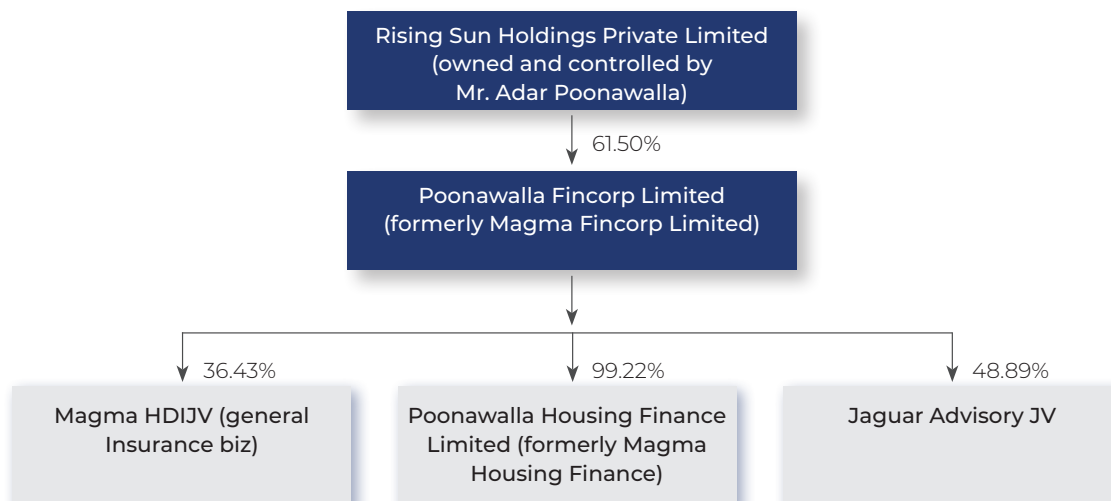 Rising Sun Holdings Private Limited
(owned and controlled by
Mr. Adar Poonawalla)
61.50%
Poonawalla Fincorp Limited
(formerly Magma Fincorp Limited)
36.43%
99.22%
48.89%
Magma HDIJV (general
Insurance biz)
Poonawalla Housing Finance
Limited (formerly Magma
Housing Finance)
Jaguar Advisory JV